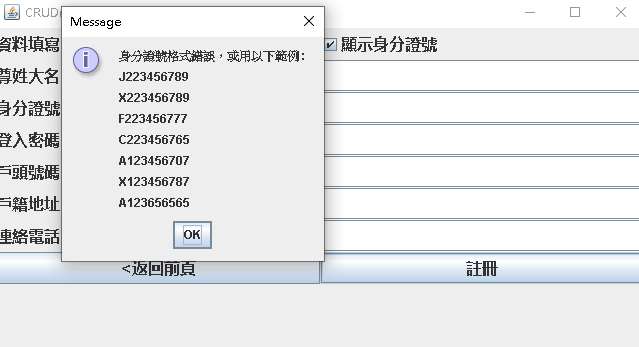 CRUD
Message
資料填寫
顯示身分證號
身分證號格式錯誤，或用以下範例:
J223456789
X223456789
F223456777
C223456765
A123456707
X123456787
A123656565
OK
尊姓大名
身分證號
登入密碼
戶頭號碼
戶籍地址
連絡電話
<返回前頁
註冊